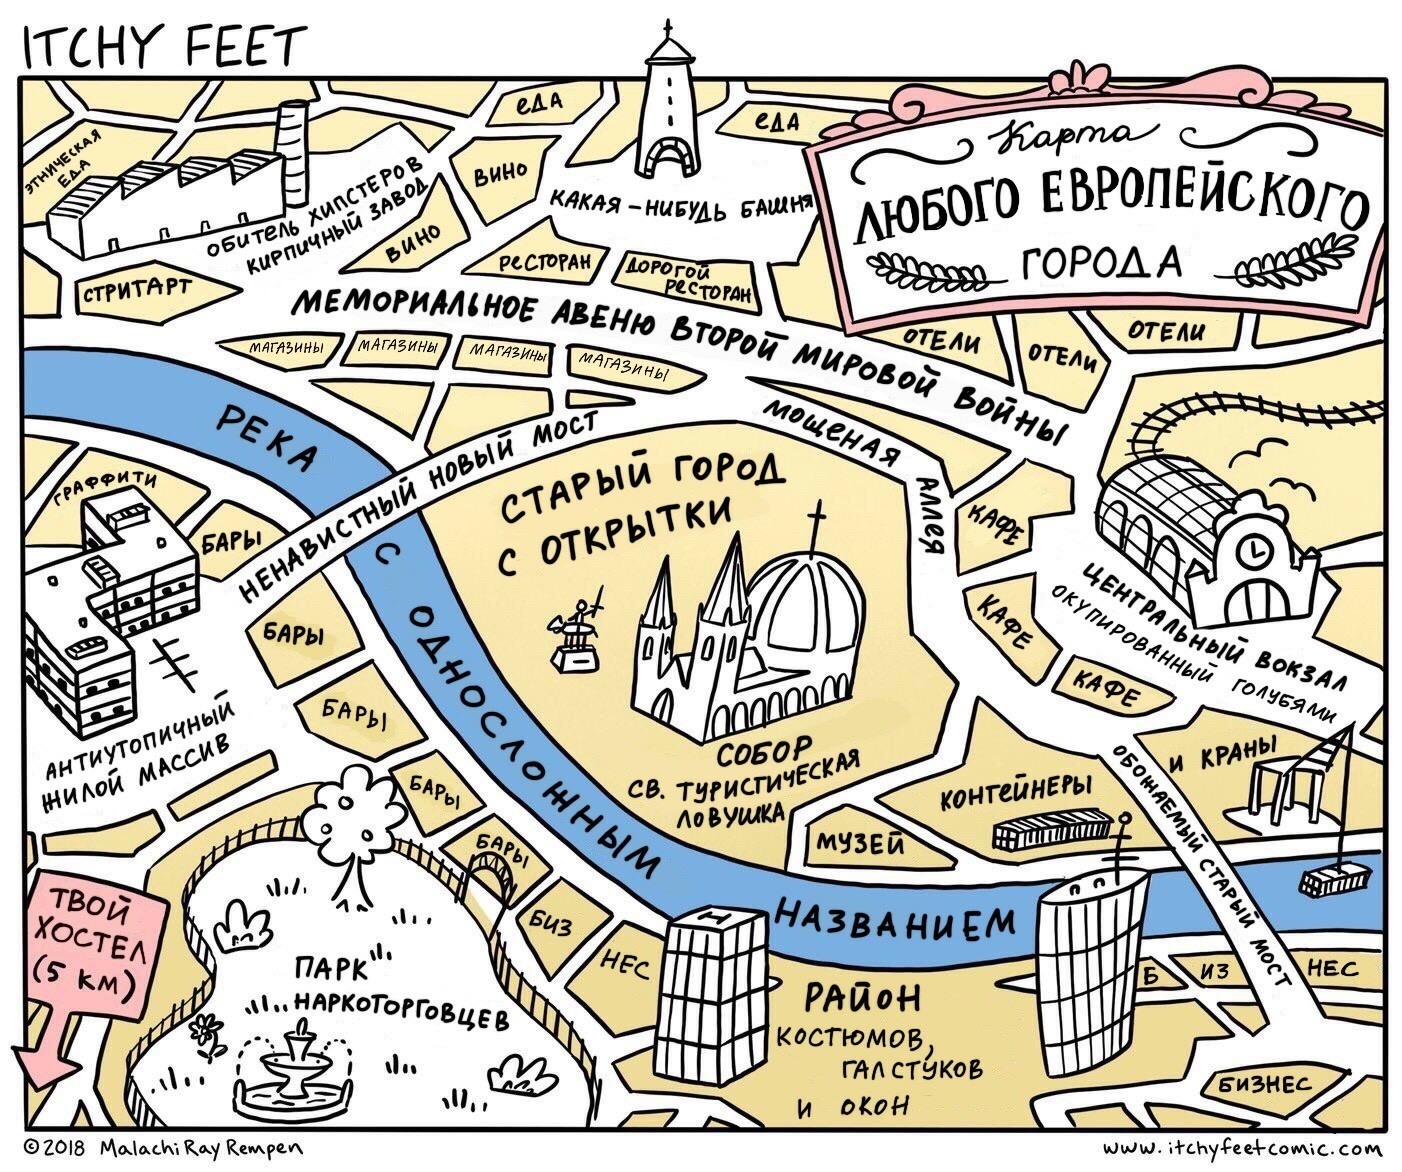 ITCHY FEET
Карта
ЛЮБОГО ЕВРОПЕЙСКОГО
ГОРОДА
ЭТНИЧЕСКАЯ
ЕДА
ЕДА
ЕДА
ВИНО
ВИНО
КАКАЯ-НИБУДЬ БАШНЯ
ОБИТЕЛЬ ХИПСТЕРОВ
КИРПИЧНЫЙ ЗАВОД
СТРИТАРТ
РЕСТОРАН
ДОРОГОЙ
РЕСТОРАН
МЕМОРИАЛЬНОЕ АВЕНЮ ВТОРОЙ МИРОВОЙ ВОЙНЫ
ОТЕЛИ
ОТЕЛИ
ОТЕЛИ
МАГАЗИНЫ
МАГАЗИНЫ
МАГАЗИНЫ
МАГАЗИНЫ
МОЩЕНАЯ
АЛЛЕЯ
РЕКА
С ОДНОСЛОЖНЫМ
НАЗВАНИЕМ
НЕНАВИСТНЫЙ НОВЫЙ МОСТ
СТАРЫЙ ГОРОД
С ОТКРЫТКИ
ГРАФФИТИ
БАРЫ
БАРЫ
БАРЫ
БАРЫ
БАРЫ
КАФЕ
КАФЕ
КАФЕ
ЦЕНТРАЛЬНЫЙ ВОКЗАЛ
ОКУПИРОВАННЫЙ ГОЛУБЯМИ
АНТИУТОПИЧНЫЙ
ЖИЛОЙ МАССИВ
СОБОР
СВ. ТУРИСТИЧЕСКАЯ
ЛОВУШКА
КОНТЕЙНЕРЫ
И КРАНЫ
МУЗЕЙ
ОБОЖАЕМЫЙ СТАРЫЙ МОСТ
ТВОЙ
ХОСТЕЛ
(5 КМ)
ПАРК
НАРКОТОРГОВЦЕВ
БИЗ
НЕС
H
РАЙОН
КОСТЮМОВ,
ГАЛСТУКОВ
И ОКОН
Б
ИЗ
НЕС
БИЗНЕС
©2018 Malachi Ray Rempen
www.itchyfeetcomic.com